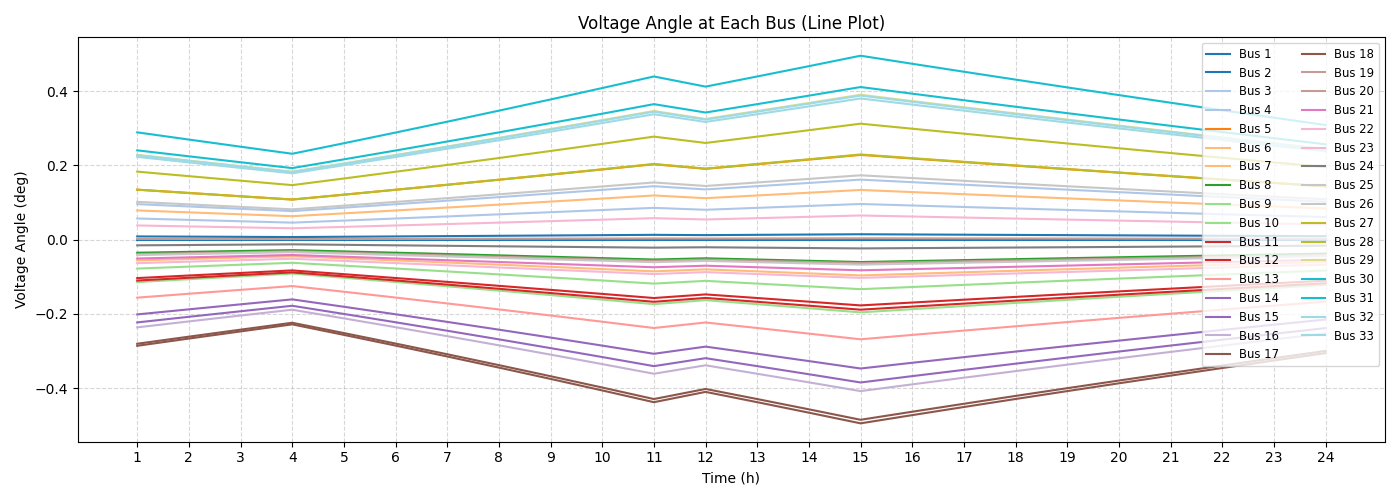 Voltage Angle at Each Bus (Line Plot)
Voltage Angle (deg)
0.4
0.2
0.0
−0.2
−0.4
1 2 3 4 5 6 7 8 9 10 11 12 13 14 15 16 17 18 19 20 21 22 23 24
Time (h)
Bus 1
Bus 2
Bus 3
Bus 4
Bus 5
Bus 6
Bus 7
Bus 8
Bus 9
Bus 10
Bus 11
Bus 12
Bus 13
Bus 14
Bus 15
Bus 16
Bus 17
Bus 18
Bus 19
Bus 20
Bus 21
Bus 22
Bus 23
Bus 24
Bus 25
Bus 26
Bus 27
Bus 28
Bus 29
Bus 30
Bus 31
Bus 32
Bus 33